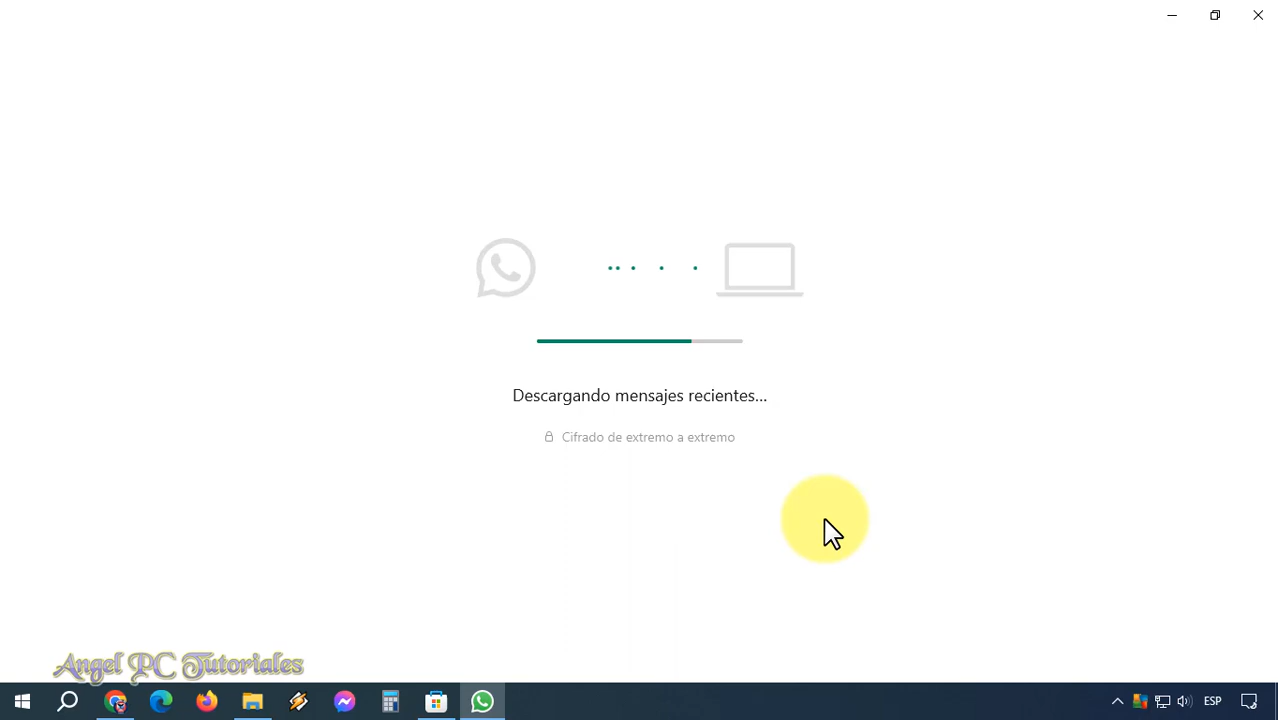 Descargando mensajes recientes...
Cifrado de extremo a extremo
Angel PC Tutoriales
ESP